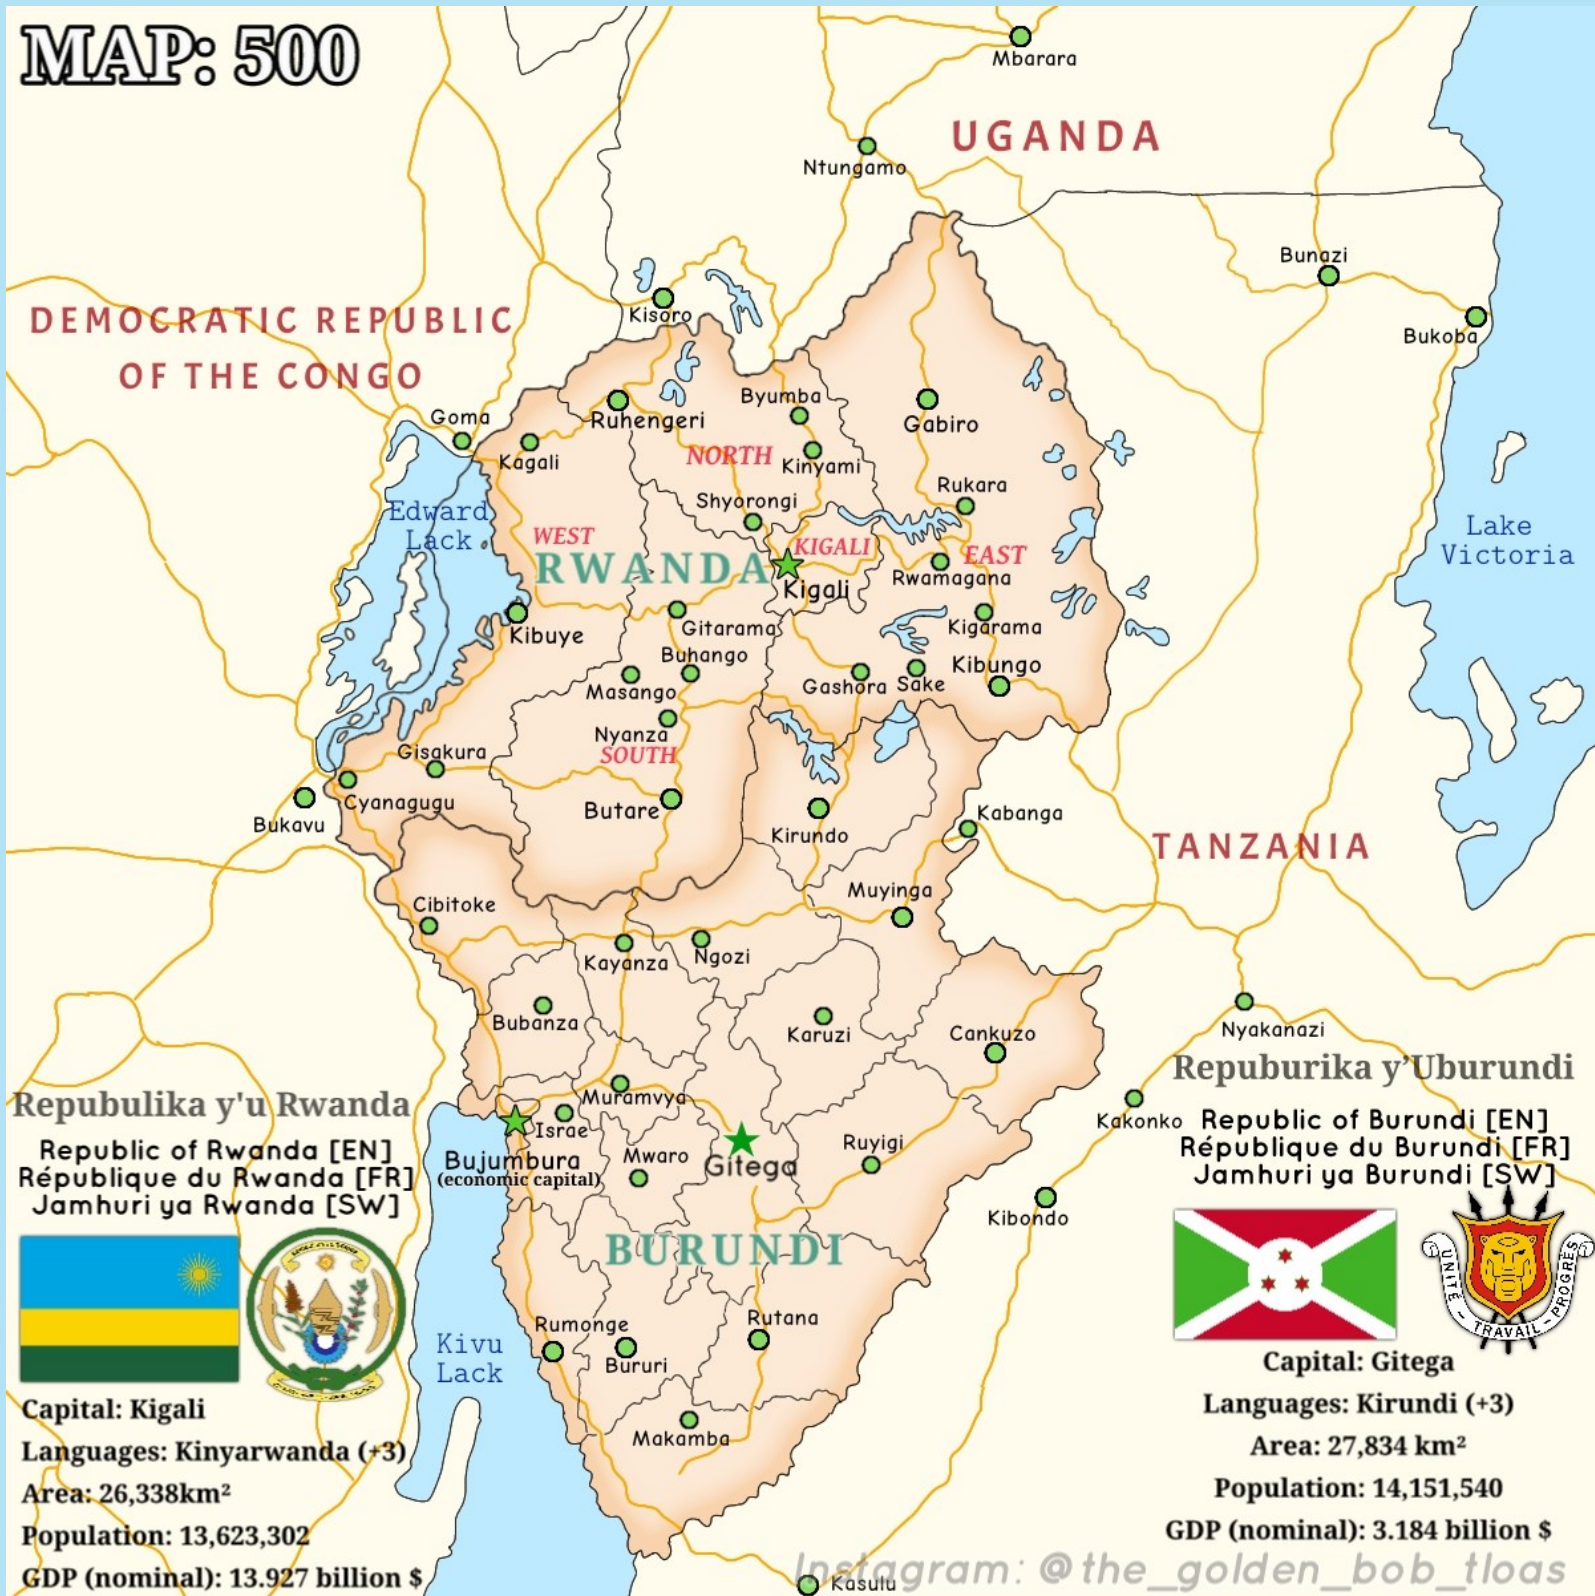 MAP: 500
Mbarara
UGANDA
Ntungamo
Bunazi
Kisoro
DEMOCRATIC REPUBLIC
OF THE CONGO
Bukoba
Goma
Byumba
Ruhengeri
Gabiro
Kagali
NORTH
Kinyami
Rukara
Shyorongi
Edward
Lack
WEST
KIGALI
EAST
Lake
Victoria
RWANDA
Rwamagana
Kigali
Gitarama
Kigarama
Kibuye
Buhango
Kibungo
Masango
Gashora
Sake
Nyanza
SOUTH
Gisakura
Cyanagugu
Butare
Bukavu
Kabanga
Kirundo
TANZANIA
Muyinga
Cibitoke
Kayanza
Ngozi
Bubanza
Karuzi
Cankuzo
Nyakanazi
Muramvya
Israe
Bujumbura
(economic capital)
Mwaro
Gitega
Ruyigi
Kakonko
Kibondo
BURUNDI
Rumonge
Bururi
Rutana
Kivu
Lack
Makamba
Kasulu
Repubulika y'u Rwanda
Republic of Rwanda [EN]
République du Rwanda [FR]
Jamhuri ya Rwanda [SW]
Capital: Kigali
Languages: Kinyarwanda (+3)
Area: 26,338km²
Population: 13,623,302
GDP (nominal): 13.927 billion $
Repuburika y’Uburundi
Republic of Burundi [EN]
République du Burundi [FR]
Jamhuri ya Burundi [SW]
UNITÉ - TRAVAIL - PROGRÈS
Capital: Gitega
Languages: Kirundi (+3)
Area: 27,834 km²
Population: 14,151,540
GDP (nominal): 3.184 billion $
Instagram: @the_golden_bob_tloas